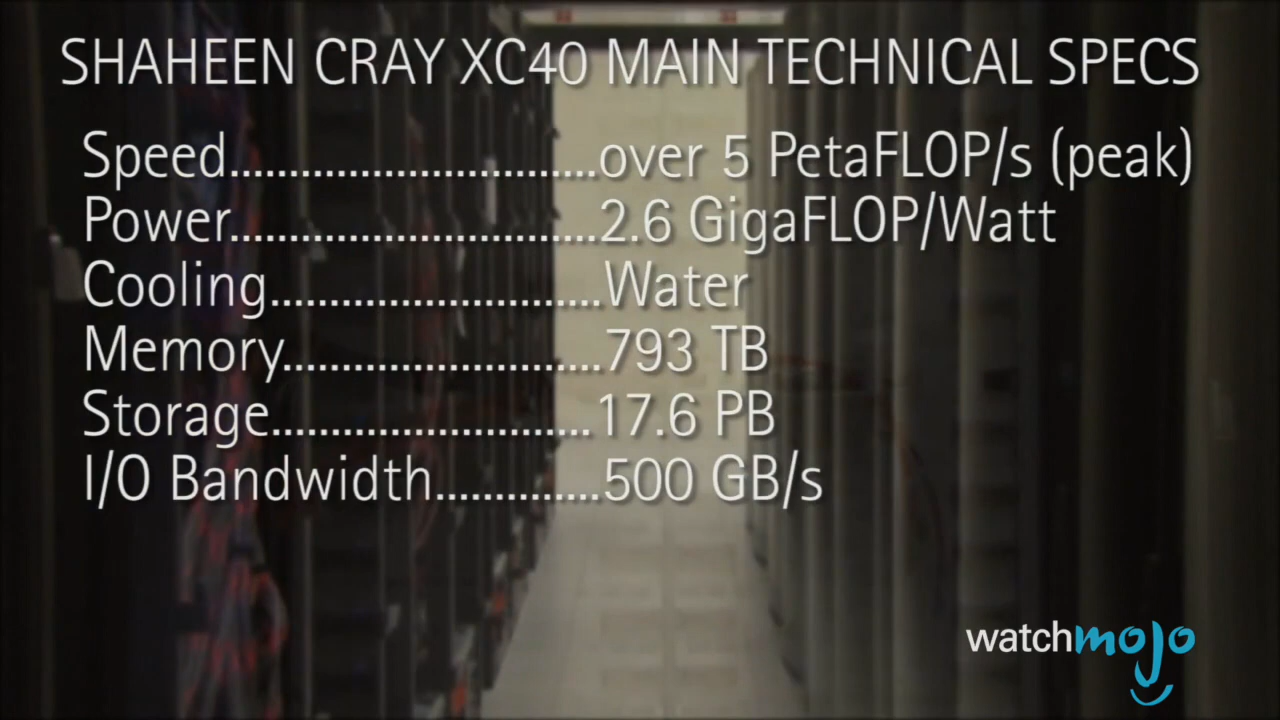 SHAHEEN CRAY XC40 MAIN TECHNICAL SPECS
Speed...............................over 5 PetaFLOP/s (peak)
Power...............................2.6 GigaFLOP/Watt
Cooling............................Water
Memory...........................793 TB
Storage...........................17.6 PB
I/O Bandwidth..............500 GB/s
watchmojo